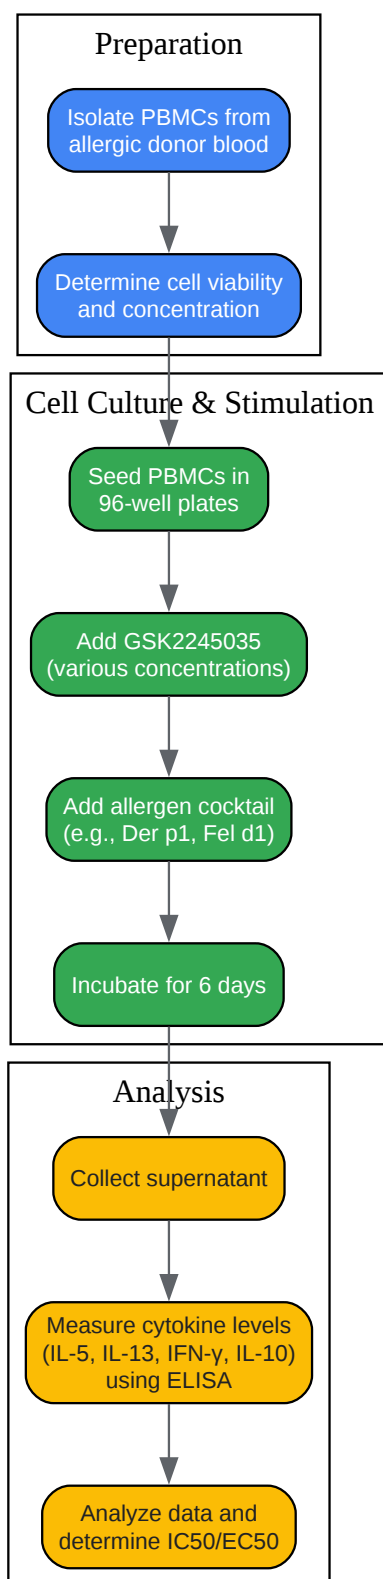 Preparation
Isolate PBMCs from
allergic donor blood
Determine cell viability
and concentration
Cell Culture & Stimulation
Seed PBMCs in
96-well plates
Add GSK2245035
(various concentrations)
Add allergen cocktail
(e.g., Der p1, Fel d1)
Incubate for 6 days
Analysis
Collect supernatant
Measure cytokine levels
(IL-5, IL-13, IFN-γ, IL-10)
using ELISA
Analyze data and
determine IC50/EC50